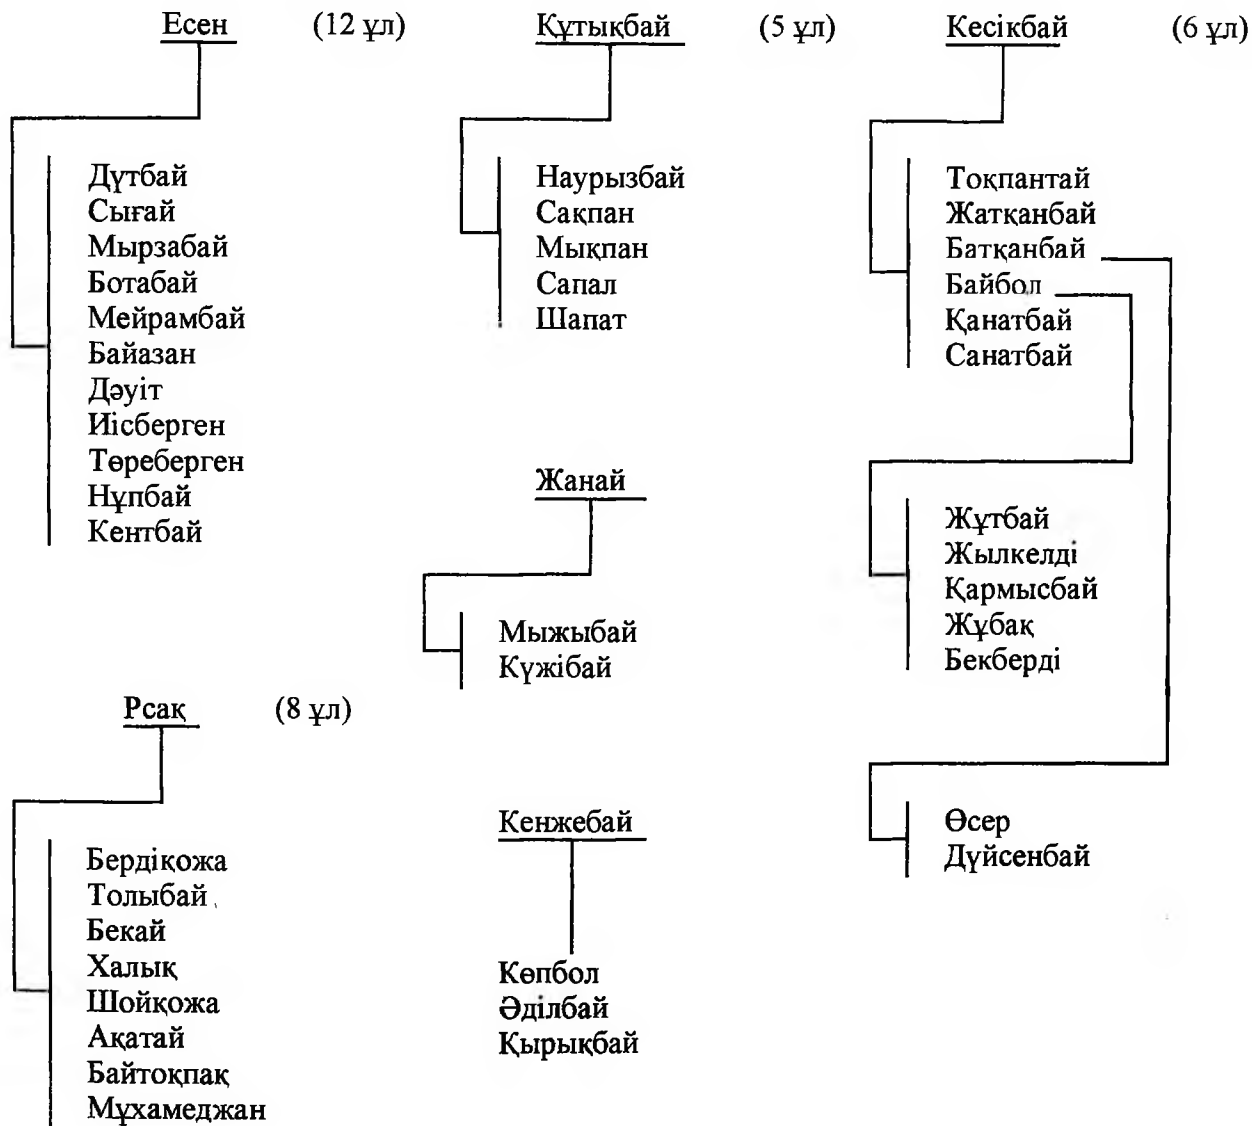 Есен (12 ұл)
Дүтбай
Сығай
Мырзабай
Ботабай
Мейрамбай
Байазан
Дәуіт
Иісберген
Төреберген
Нұпбай
Кентбай
Құтықбай (5 ұл)
Наурызбай
Сақпан
Мықпан
Сапал
Шапат
Кесікбай (6 ұл)
Тоқпантай
Жатқанбай
Батқанбай
Байбол
Қанатбай
Санатбай
Жанай
Мыжыбай
Күжібай
Жұтбай
Жылкелді
Қармысбай
Жұбақ
Бекберді
Рсақ (8 ұл)
Бердіқожа
Толыбай
Бекай
Халық
Шойқожа
Ақатай
Байтоқпақ
Мұхамеджан
Кенжебай
Көпбол
Әділбай
Қырықбай
Өсер
Дүйсенбай